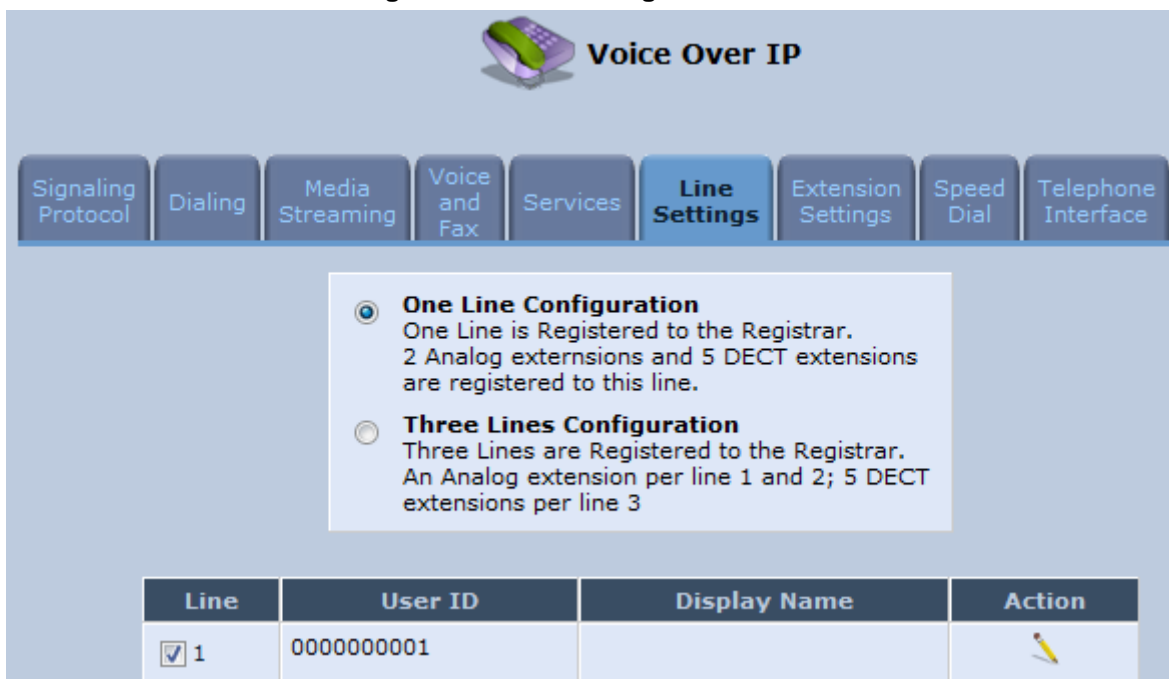 Voice Over IP
Signaling Protocol
Dialing
Media Streaming
Voice and Fax
Services
Line Settings
Extension Settings
Speed Dial
Telephone Interface
One Line Configuration
One Line is Registered to the Registrar.
2 Analog externsions and 5 DECT extensions
are registered to this line.
Three Lines Configuration
Three Lines are Registered to the Registrar.
An Analog extension per line 1 and 2; 5 DECT
extensions per line 3
Line User ID Display Name Action
1 0000000001